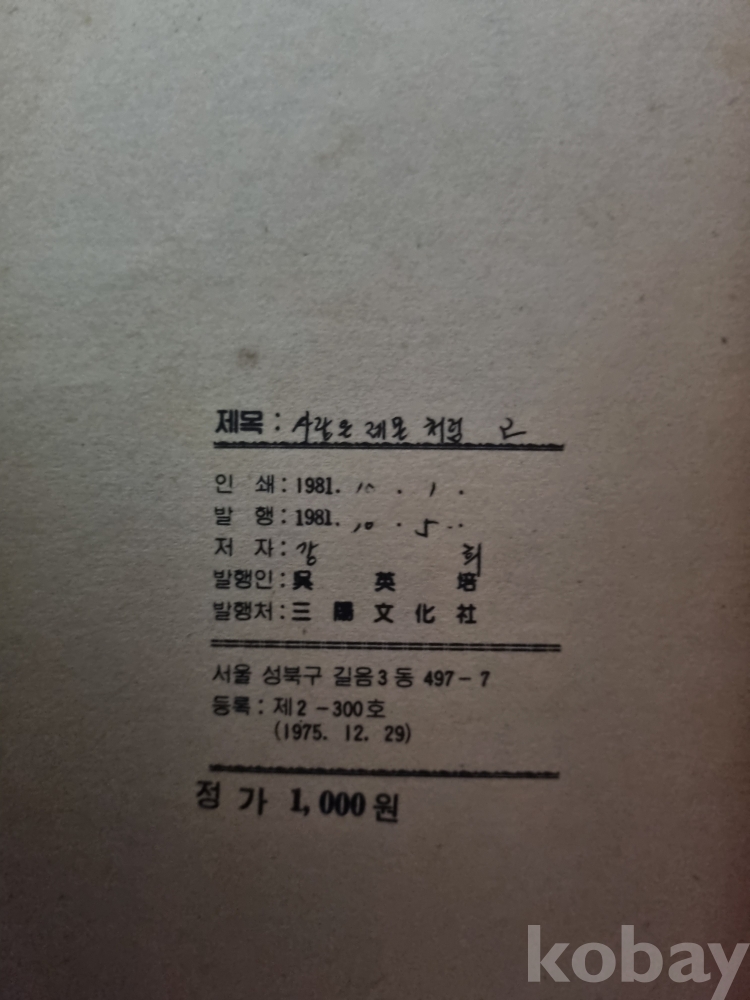 제목 : 사랑은 레몬 처럼 2
인 쇄 : 1981. 10 . 1 .
발 행 : 1981. 10 . 5 .
저 자 : 강 희
발행인 : 吳 英 培
발행처 : 三 陽 文 化 社
서울 성북구 길음 3 동 497 - 7
등록 : 제 2 - 300 호
(1975. 12. 29)
정 가 1,000 원
kobay